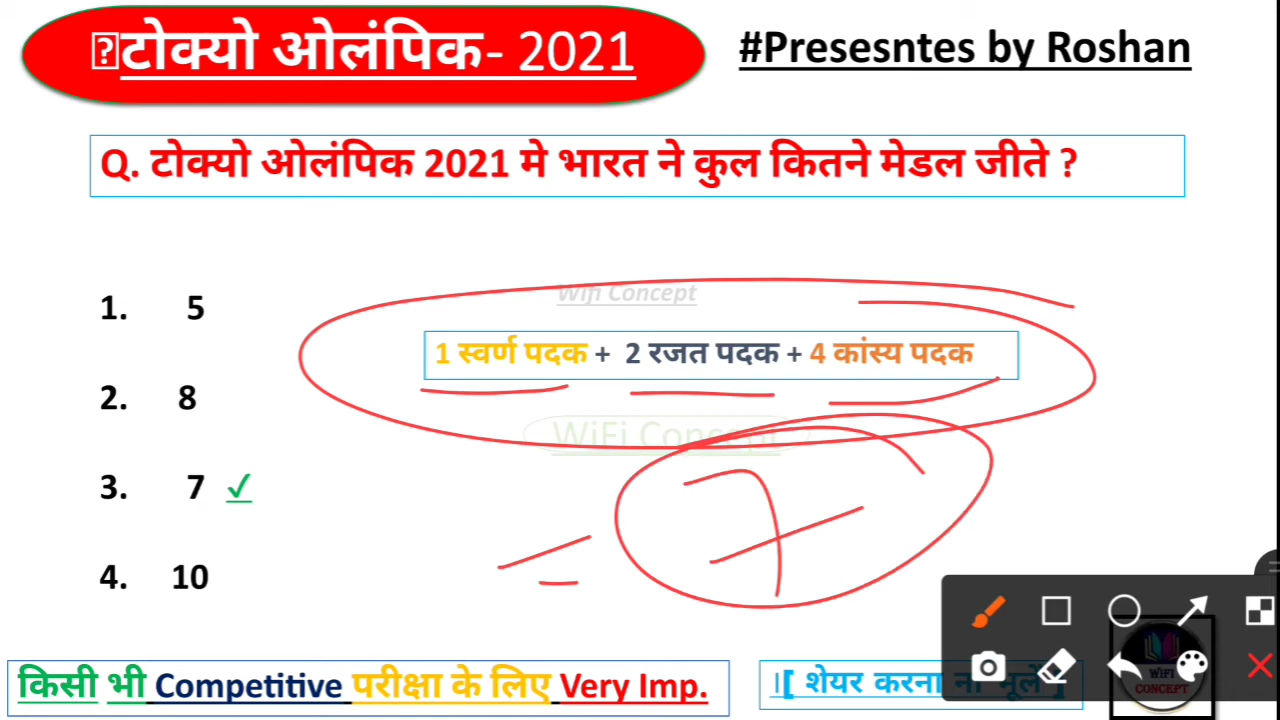 टोक्यो ओलंपिक- 2021
#Presesntes by Roshan
Q. टोक्यो ओलंपिक 2021 मे भारत ने कुल कितने मेडल जीते ?
Wifi Concept
1. 5
1 स्वर्ण पदक + 2 रजत पदक + 4 कांस्य पदक
2. 8
WiFi Concept
3. 7 ✓
= 7
4. 10
किसी भी Competitive परीक्षा के लिए Very Imp.
|[ शेयर करना ना भूलें ]
WiFi
CONCEPT